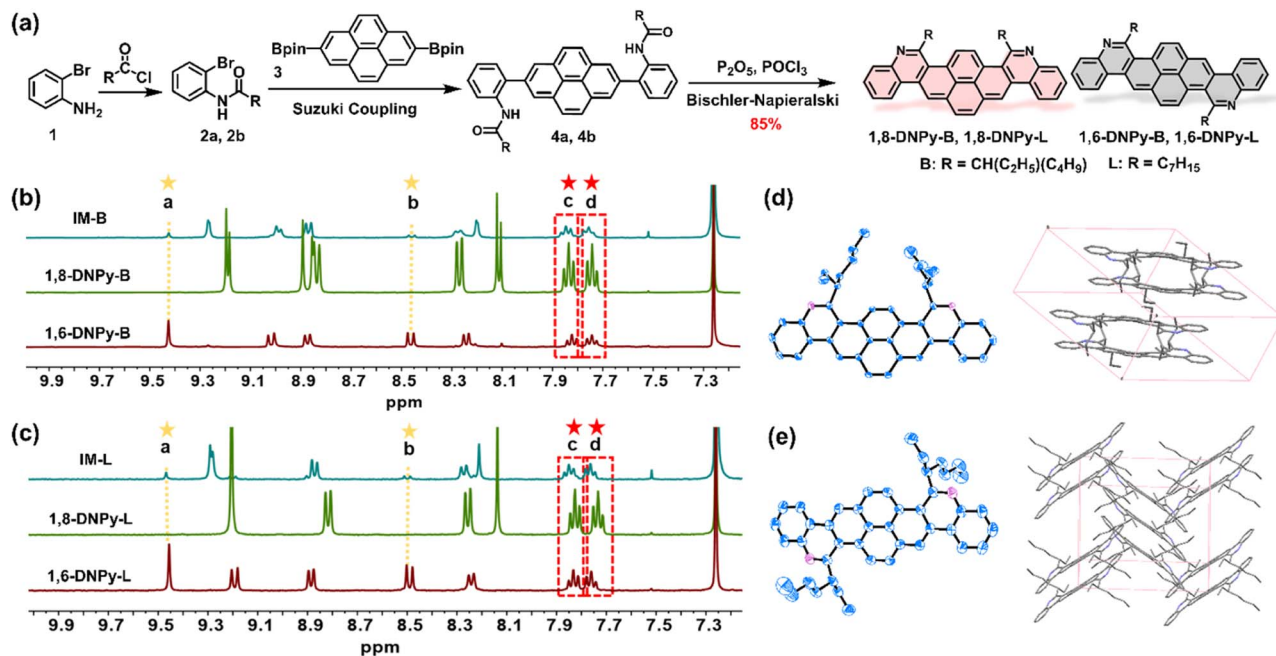 (a)
Br
NH₂
1
R
O
Cl
Br
O
N
H
R
2a, 2b
Bpin
Bpin
3
Suzuki Coupling
R
O
HN
NH
O
R
4a, 4b
P₂O₅, POCl₃
Bischler-Napieralski
85%
N
R
R
N
1,8-DNPy-B, 1,8-DNPy-L
R
N
N
R
1,6-DNPy-B, 1,6-DNPy-L
B: R = CH(C₂H₅)(C₄H₉)
L: R = C₇H₁₅
(b)
a
b
c
d
IM-B
1,8-DNPy-B
1,6-DNPy-B
9.9 9.7 9.5 9.3 9.1 8.9 8.7 8.5 8.3 8.1 7.9 7.7 7.5 7.3
ppm
(c)
a
b
c
d
IM-L
1,8-DNPy-L
1,6-DNPy-L
9.9 9.7 9.5 9.3 9.1 8.9 8.7 8.5 8.3 8.1 7.9 7.7 7.5 7.3
ppm
(d)
(e)